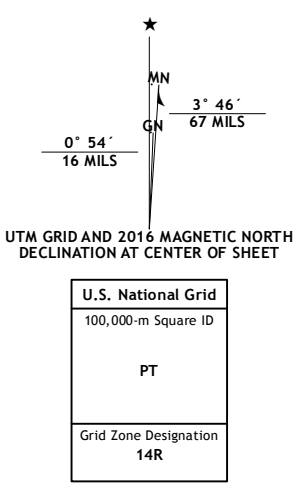 ★
MN
3° 46´
67 MILS
GN
0° 54´
16 MILS
UTM GRID AND 2016 MAGNETIC NORTH
DECLINATION AT CENTER OF SHEET
U.S. National Grid
100,000-m Square ID
PT
Grid Zone Designation
14R